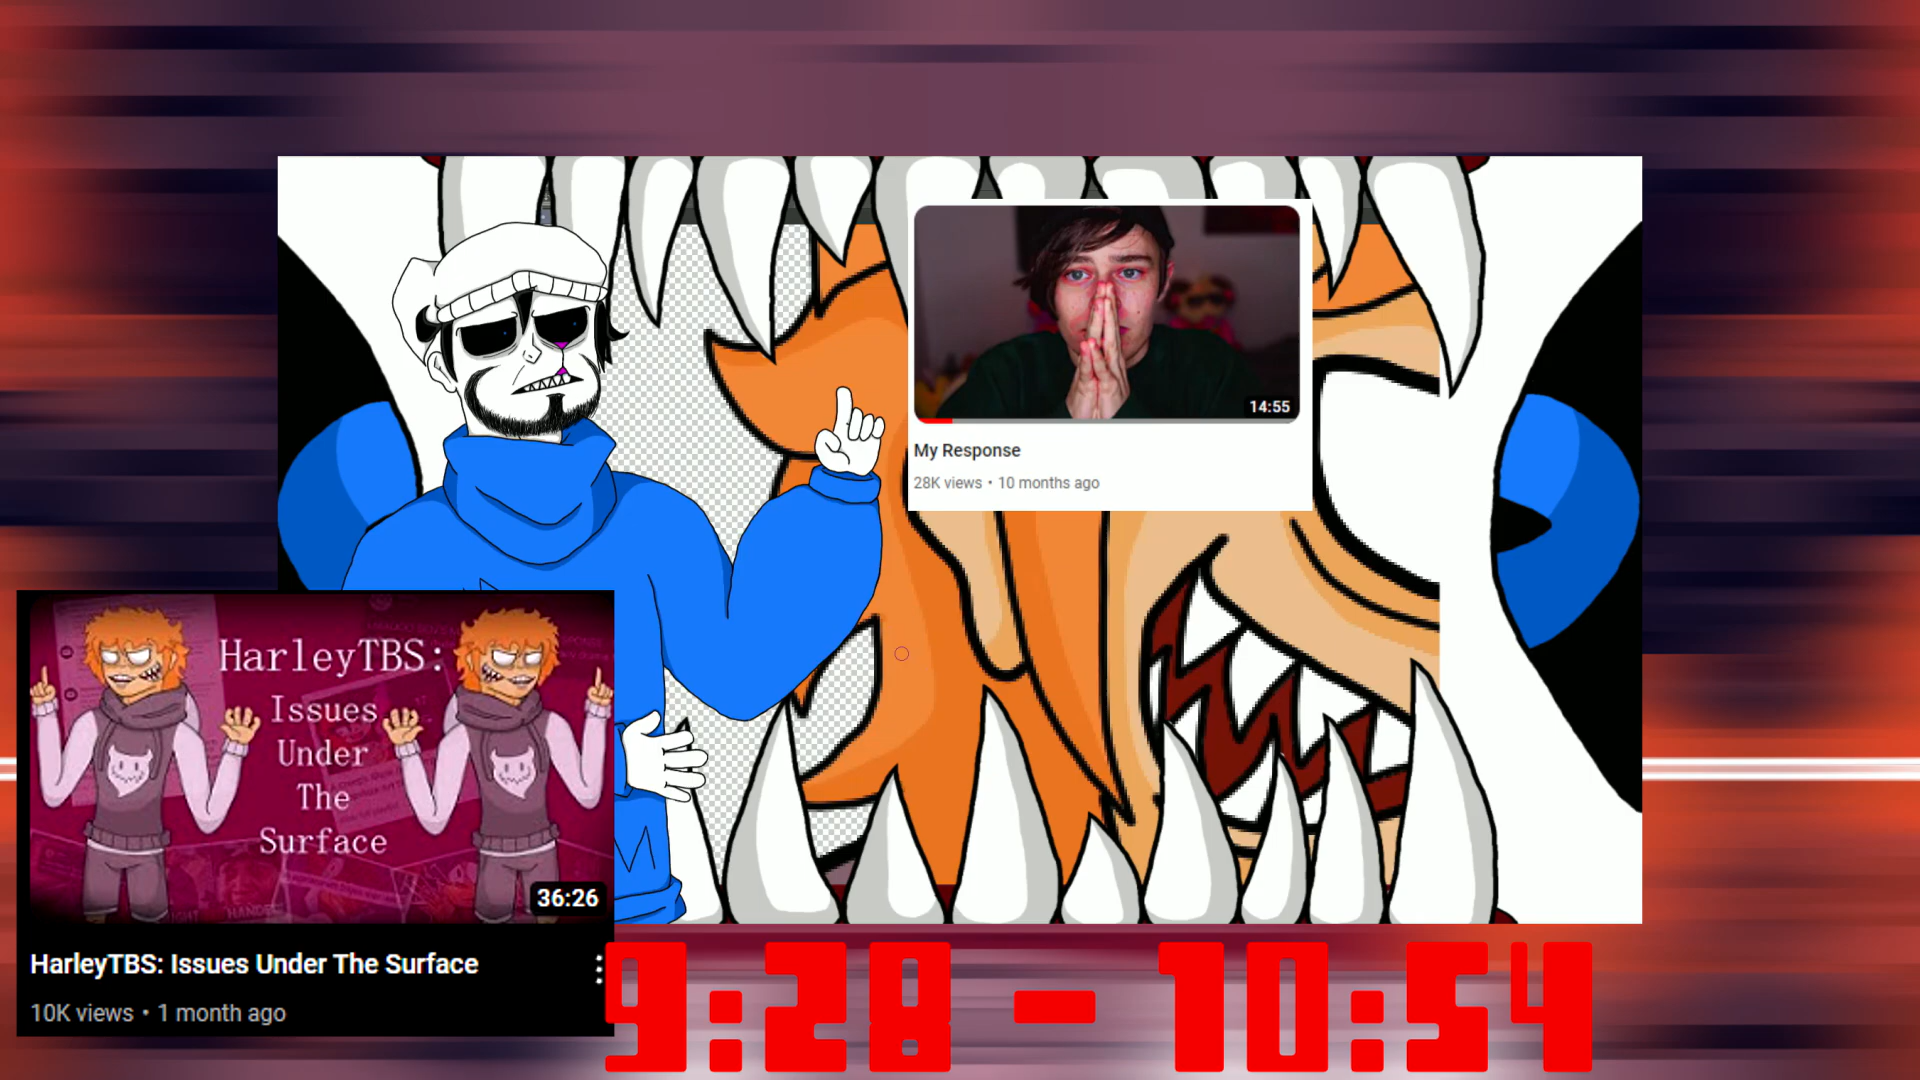 14:55
My Response
28K views • 10 months ago
HarleyTBS:
Issues
Under
The
Surface
36:26
HarleyTBS: Issues Under The Surface
10K views • 1 month ago
9:28 - 10:54